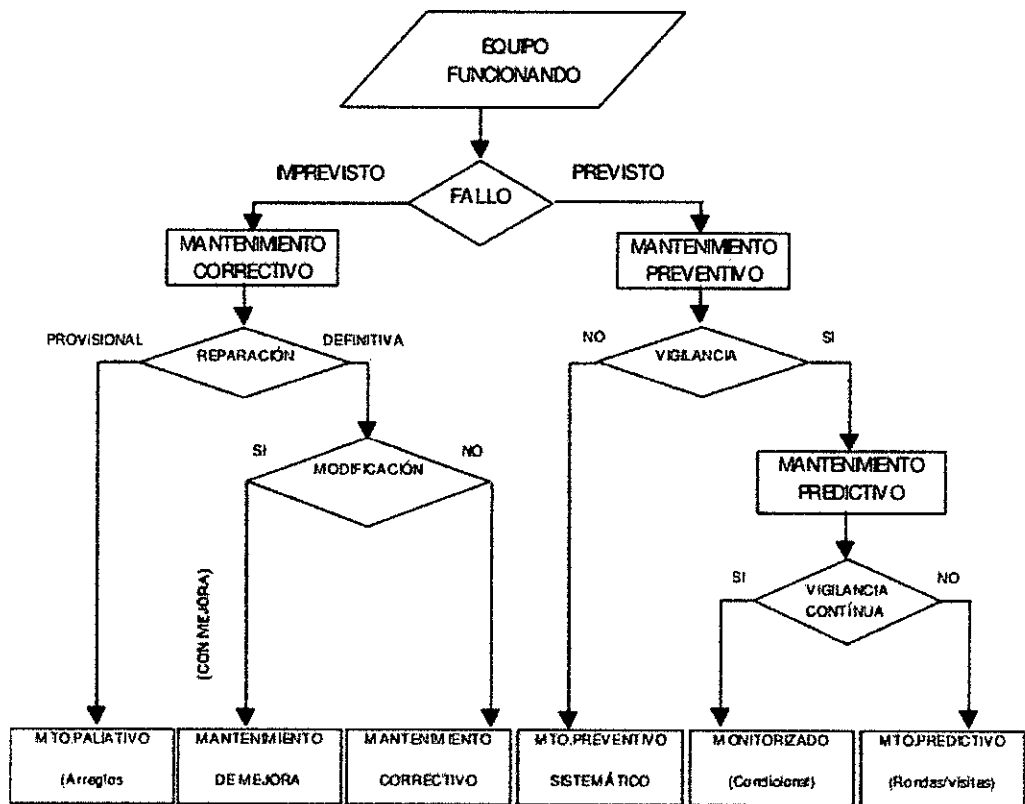 EQUIPO
FUNCIONANDO
IMPREVISTO
PREVISTO
FALLO
MANTENIMIENTO
CORRECTIVO
MANTENIMIENTO
PREVENTIVO
PROVISIONAL
REPARACIÓN
DEFINITIVA
NO
VIGILANCIA
SI
SI
MODIFICACIÓN
NO
MANTENIMIENTO
PREDICTIVO
SI
VIGILANCIA
CONTÍNUA
NO
(CON MEJORA)
MTO.PALIATIVO
(Arreglos
MANTENIMIENTO
DE MEJORA
MANTENIMIENTO
CORRECTIVO
MTO.PREVENTIVO
SISTEMÁTICO
MONITORIZADO
(Condicional)
MTO.PREDICTIVO
(Rondas/visitas)